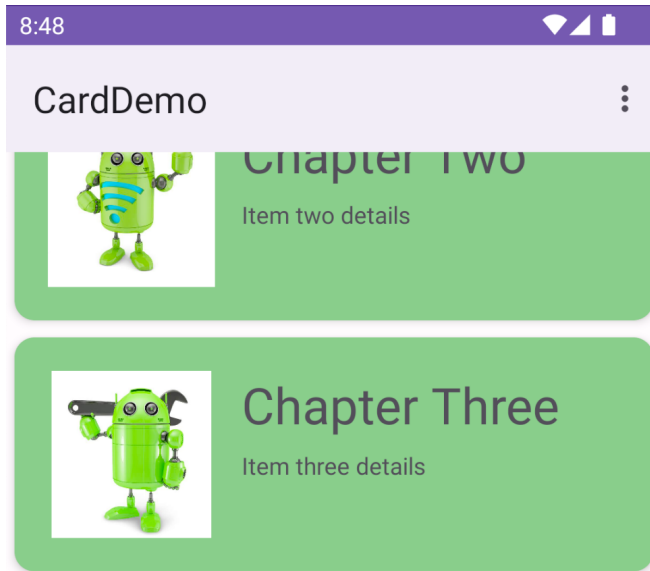 8:48
CardDemo
Chapter Two
Item two details
Chapter Three
Item three details